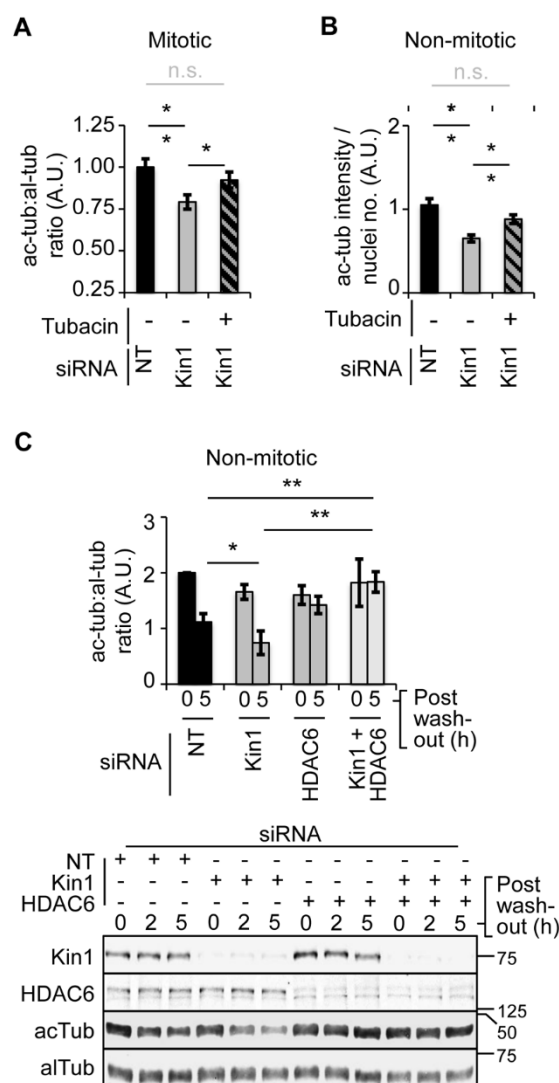 A
Mitotic
n.s.
*
*
*
1.25
1.00
0.75
0.25
ac-tub:al-tub
ratio (A.U.)
Tubacin - - +
siRNA NT Kin1 Kin1
B
Non-mitotic
n.s.
*
*
*
*
2
1
0
ac-tub intensity /
nuclei no. (A.U.)
Tubacin - - +
siRNA NT Kin1 Kin1
C
Non-mitotic
**
**
*
3
2
1
0
ac-tub:al-tub
ratio (A.U.)
0 5 0 5 0 5 0 5
Post
wash-
out (h)
siRNA NT Kin1 HDAC6 Kin1 +
HDAC6
siRNA
NT + + + - - - - - - - - -
Kin1 - - - + + + - - - + + +
HDAC6 - - - - - - + + + + + +
0 2 5 0 2 5 0 2 5 0 2 5
Post
wash-
out (h)
Kin1 75
HDAC6
125
acTub 50
75
alTub